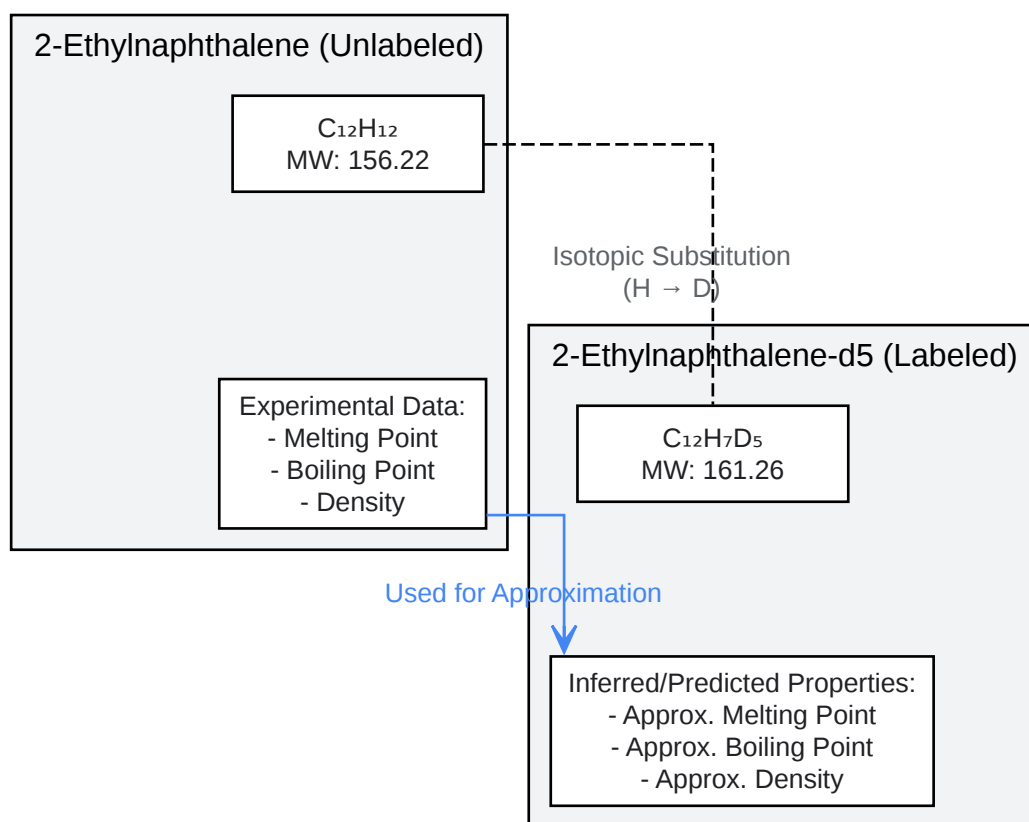 2-Ethylnaphthalene (Unlabeled)
C₁₂H₁₂
MW: 156.22
Isotopic Substitution
(H → D)
2-Ethylnaphthalene-d5 (Labeled)
Experimental Data:
- Melting Point
- Boiling Point
- Density
C₁₂H₇D₅
MW: 161.26
Used for Approximation
Inferred/Predicted Properties:
- Approx. Melting Point
- Approx. Boiling Point
- Approx. Density